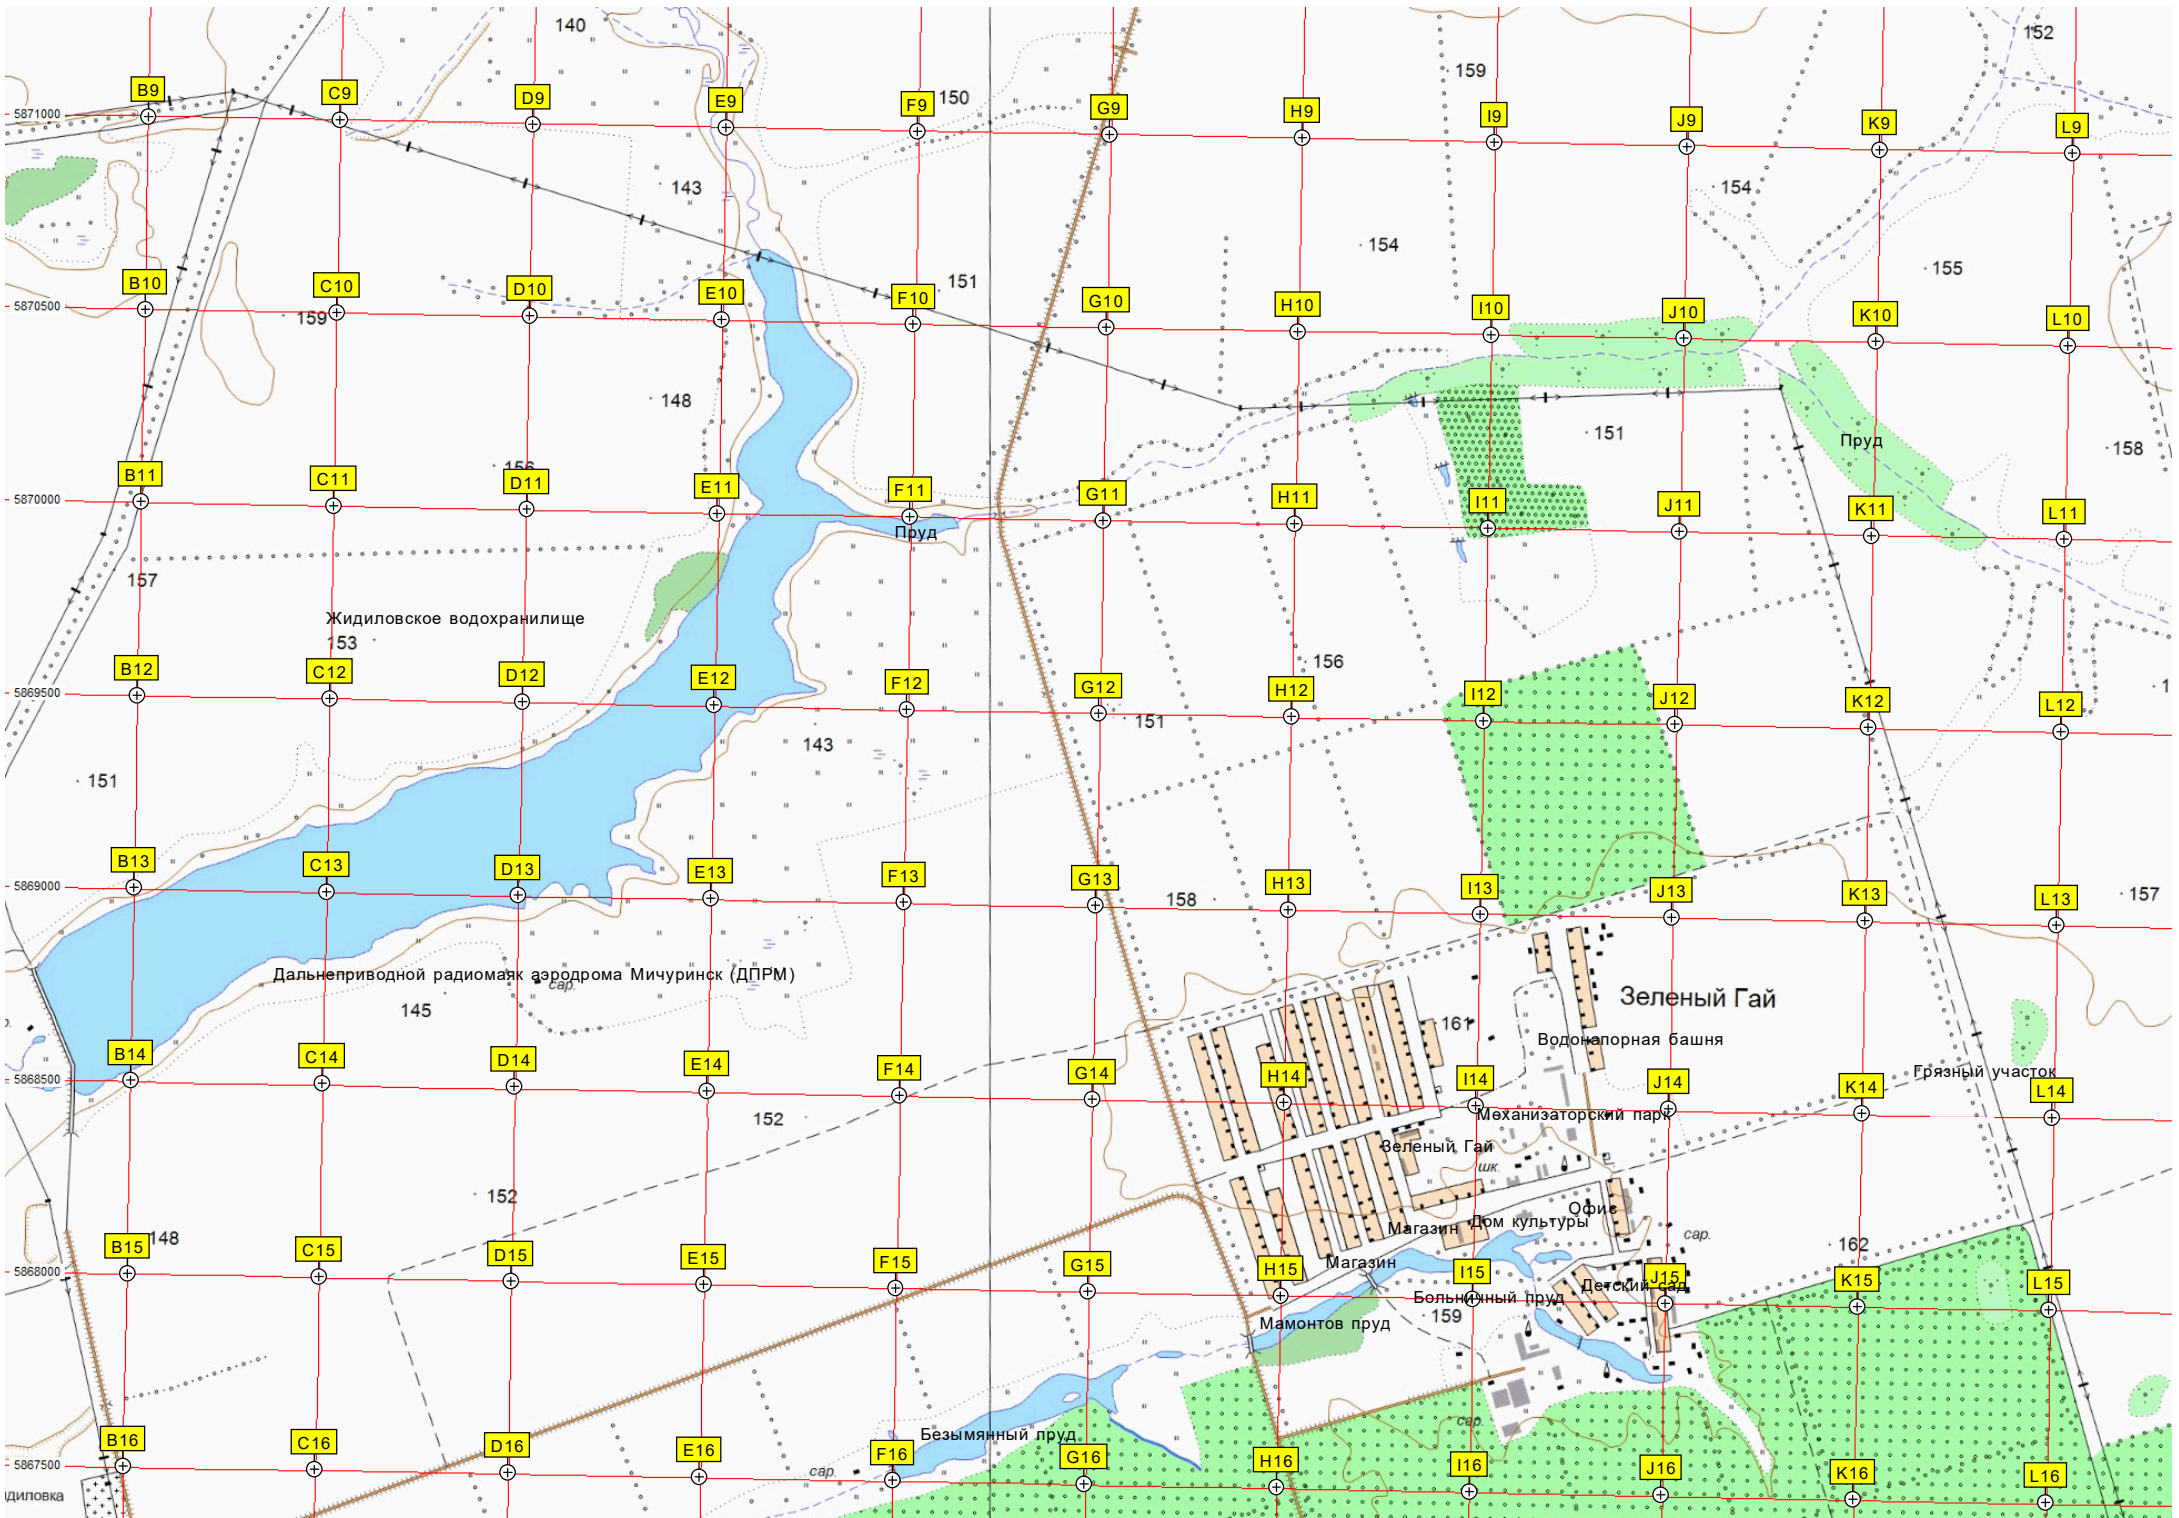 140
152
159
B9
C9
D9
E9
F9
150
G9
H9
I9
J9
K9
L9
5871000
143
154
154
155
B10
C10
D10
E10
F10
151
G10
H10
I10
J10
K10
L10
5870500
159
148
151
Пруд
158
B11
C11
156
D11
E11
F11
G11
H11
I11
J11
K11
L11
5870000
Пруд
157
Жидиловское водохранилище
153
156
B12
C12
D12
E12
F12
G12
H12
I12
J12
K12
L12
5869500
151
143
151
B13
C13
D13
E13
F13
G13
H13
I13
J13
K13
L13
5869000
158
157
Дальнеприводной радиомаяк аэродрома Мичуринск (ДПРМ)
сар.
145
Зеленый Гай
161
Водонапорная башня
B14
C14
D14
E14
F14
G14
H14
I14
J14
K14
Грязный участок
L14
5868500
152
Механизаторский парк
Зеленый Гай
шк.
152
Офис
Магазин
Дом культуры
сар.
148
162
B15
C15
D15
E15
F15
G15
H15
Магазин
I15
J15
K15
L15
5868000
Детский сад
Больничный пруд
159
Мамонтов пруд
сар.
Безымянный пруд
B16
C16
D16
E16
F16
G16
H16
I16
J16
K16
L16
5867500
сар.
идиловка